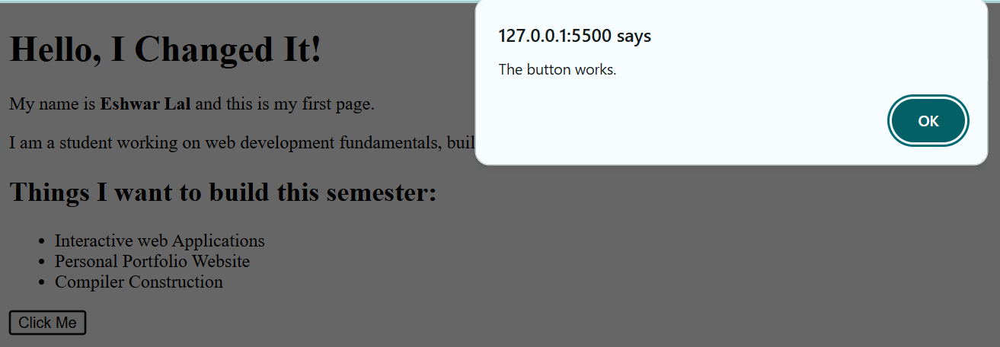 Hello, I Changed It!
My name is Eshwar Lal and this is my first page.
I am a student working on web development fundamentals,
Things I want to build this semester:
Interactive web Applications
Personal Portfolio Website
Compiler Construction
Click Me
127.0.0.1:5500 says
The button works.
OK